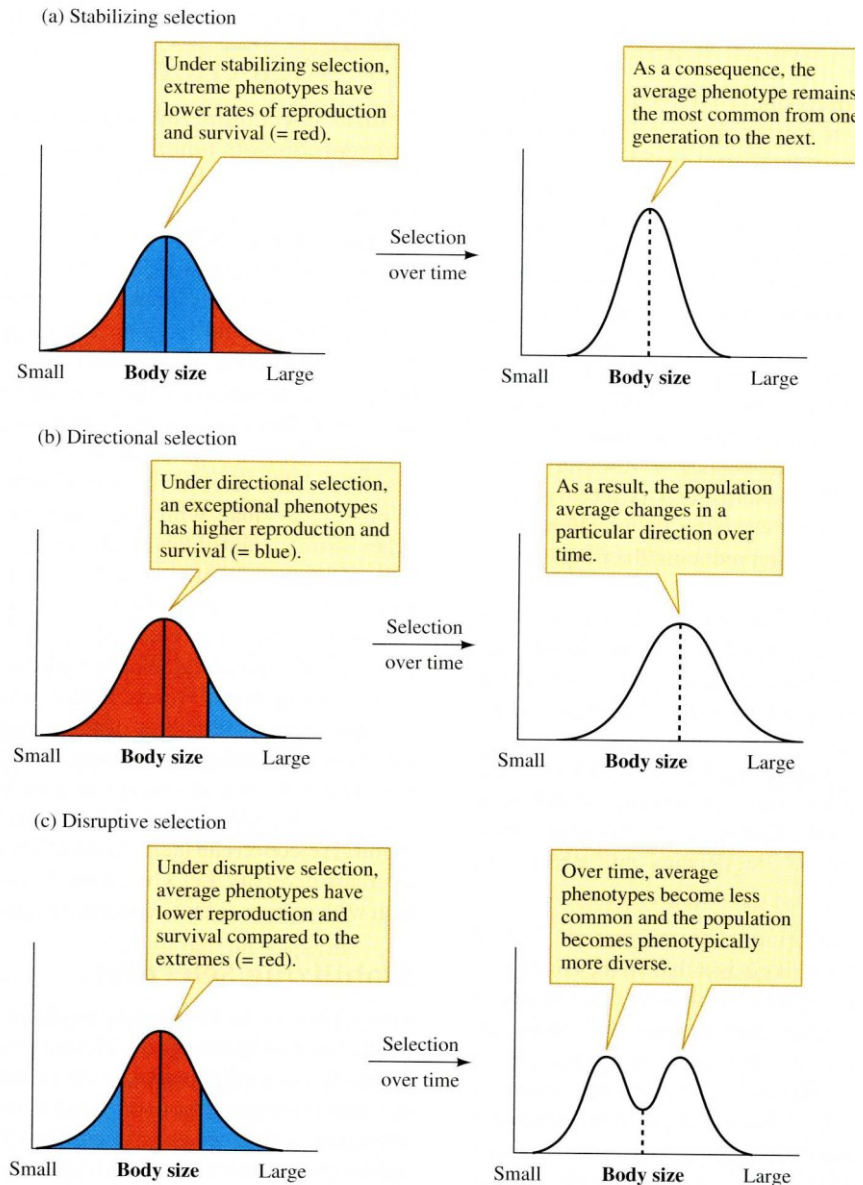 (a) Stabilizing selection
Under stabilizing selection,
extreme phenotypes have
lower rates of reproduction
and survival (= red).
As a consequence, the
average phenotype remains
the most common from one
generation to the next.
Selection
over time
Small Body size Large
Small Body size Large
(b) Directional selection
Under directional selection,
an exceptional phenotypes
has higher reproduction and
survival (= blue).
As a result, the population
average changes in a
particular direction over
time.
Selection
over time
Small Body size Large
Small Body size Large
(c) Disruptive selection
Under disruptive selection,
average phenotypes have
lower reproduction and
survival compared to the
extremes (= red).
Over time, average
phenotypes become less
common and the population
becomes phenotypically
more diverse.
Selection
over time
Small Body size Large
Small Body size Large